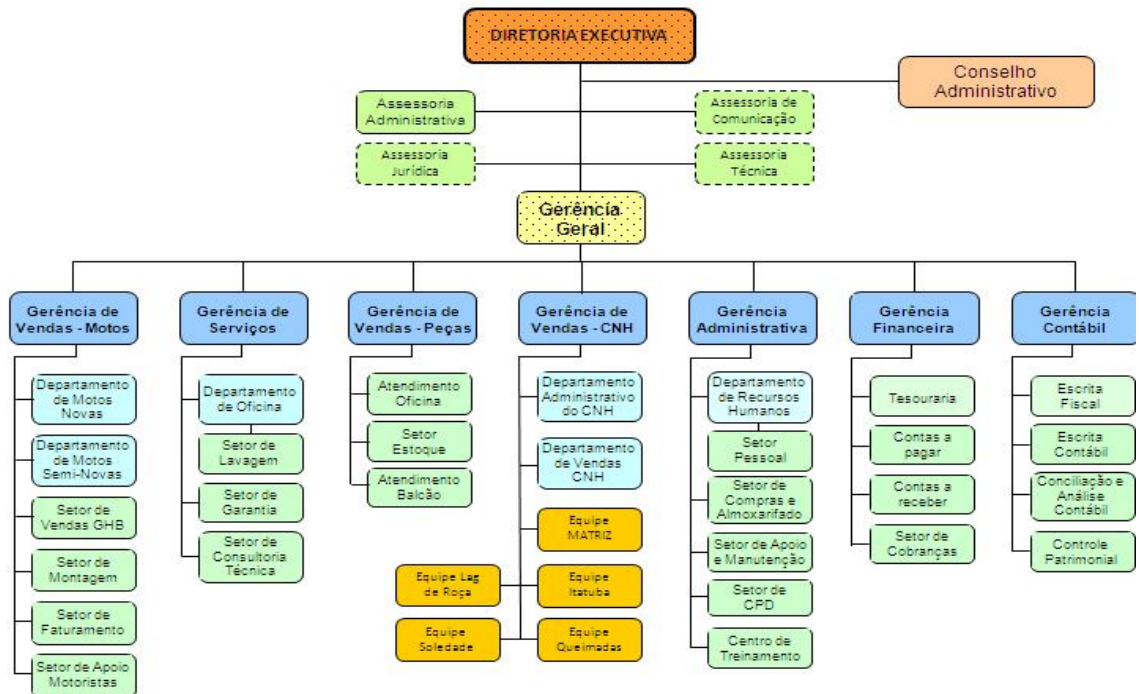 DIRETORIA EXECUTIVA
Conselho
Administrativo
Assessoria
Administrativa
Assessoria de
Comunicação
Assessoria
Jurídica
Assessoria
Técnica
Gerência
Geral
Gerência de
Vendas - Motos
Gerência de
Serviços
Gerência de
Vendas - Peças
Gerência de
Vendas - CNH
Gerência
Administrativa
Gerência
Financeira
Gerência
Contábil
Departamento
de Motos
Novas
Departamento
de Motos
Semi-Novas
Setor de
Vendas GHB
Setor de
Montagem
Setor de
Faturamento
Setor de Apoio
Motoristas
Departamento
de Oficina
Setor de
Lavagem
Setor de
Garantia
Setor de
Consultoria
Técnica
Atendimento
Oficina
Setor
Estoque
Atendimento
Balcão
Departamento
Administrativo
do CNH
Departamento
de Vendas
CNH
Equipe
MATRIZ
Equipe Lag
de Roça
Equipe
Itatuba
Equipe
Soledade
Equipe
Queimadas
Departamento
de Recursos
Humanos
Setor
Pessoal
Setor de
Compras e
Almoxarifado
Setor de Apoio
e Manutenção
Setor de
CPD
Centro de
Treinamento
Tesouraria
Contas a
pagar
Contas a
receber
Setor de
Cobranças
Escrita
Fiscal
Escrita
Contábil
Conciliação e
Análise
Contábil
Controle
Patrimonial